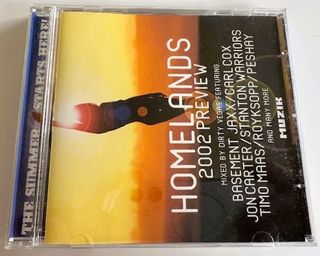 THE SUMMER STARTS HERE!
HOMELANDS
2002 PREVIEW
MIXED BY DIRTY VEGAS FEATURING...
BASEMENT JAXX/CARL COX
JON CARTER/STANTON WARRIORS
TIMO MAAS/RÖYKSOPP/PESHAY
AND MANY MORE
MUZIK